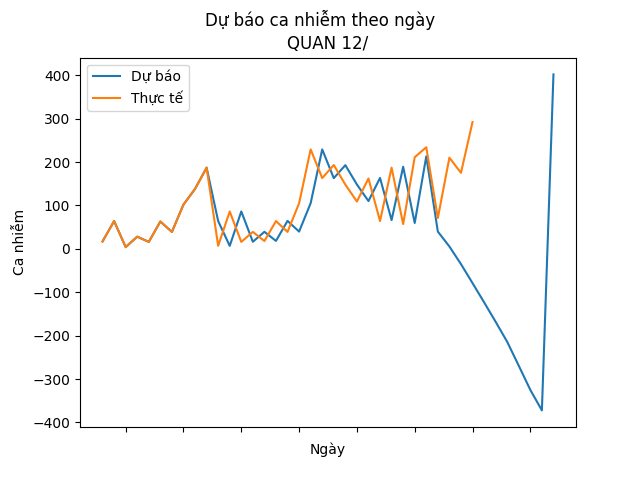 Dự báo ca nhiễm theo ngày
QUAN 12/
Dự báo
Thực tế
400
300
200
100
0
−100
−200
−300
−400
Ca nhiễm
Ngày